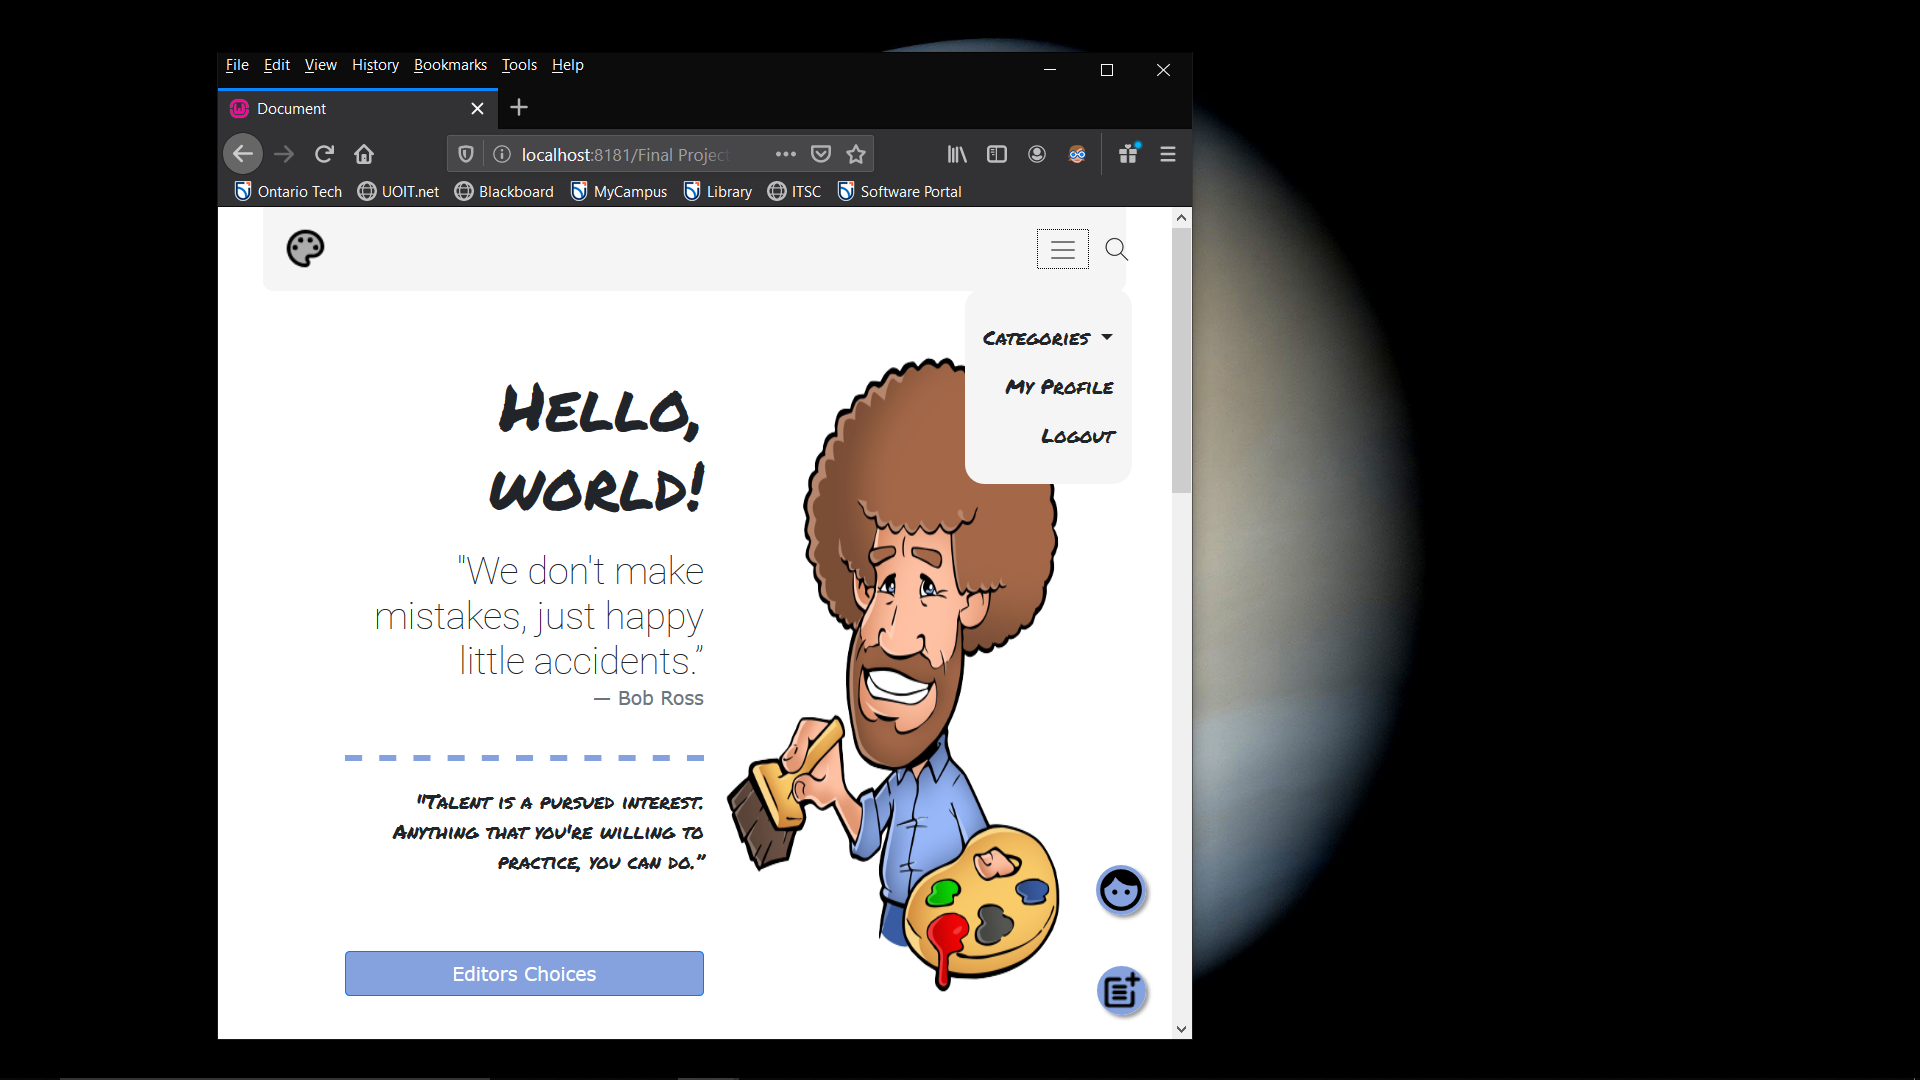 File Edit View History Bookmarks Tools Help
Document
localhost:8181/Final Project
Ontario Tech UOIT.net Blackboard MyCampus Library ITSC Software Portal
Categories
My Profile
Logout
Hello,
world!
"We don't make
mistakes, just happy
little accidents.”
— Bob Ross
"Talent is a pursued interest.
Anything that you're willing to
practice, you can do.”
Editors Choices